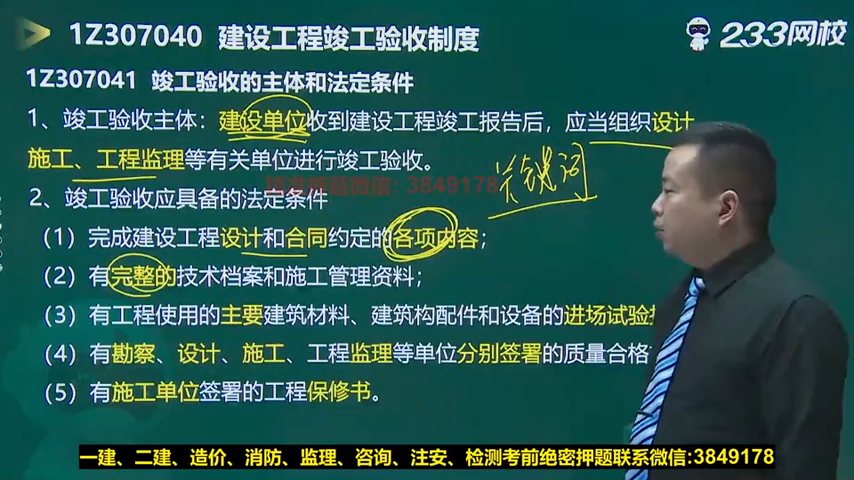 1Z307040 建设工程竣工验收制度
233网校
1Z307041 竣工验收的主体和法定条件
1、竣工验收主体：建设单位收到建设工程竣工报告后，应当组织设计
施工、工程监理等有关单位进行竣工验收。
关键词
精准押题微信：3849178
2、竣工验收应具备的法定条件
（1）完成建设工程设计和合同约定的各项内容；
（2）有完整的技术档案和施工管理资料；
（3）有工程使用的主要建筑材料、建筑构配件和设备的进场试验
（4）有勘察、设计、施工、工程监理等单位分别签署的质量合格
（5）有施工单位签署的工程保修书。
一建、二建、造价、消防、监理、咨询、注安、检测考前绝密押题联系微信:3849178